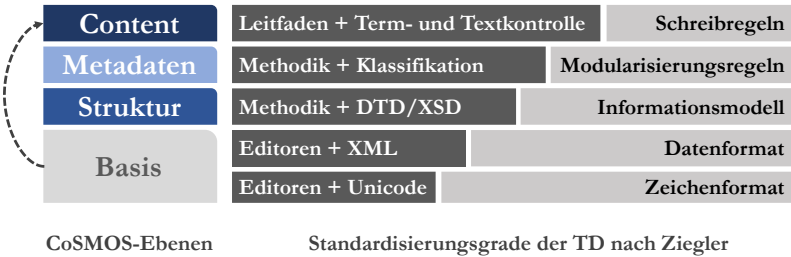 Content
Leitfaden + Term- und Textkontrolle
Schreibregeln
Metadaten
Methodik + Klassifikation
Modularisierungsregeln
Struktur
Methodik + DTD/XSD
Informationsmodell
Basis
Editoren + XML
Datenformat
Editoren + Unicode
Zeichenformat
CoSMOS-Ebenen
Standardisierungsgrade der TD nach Ziegler